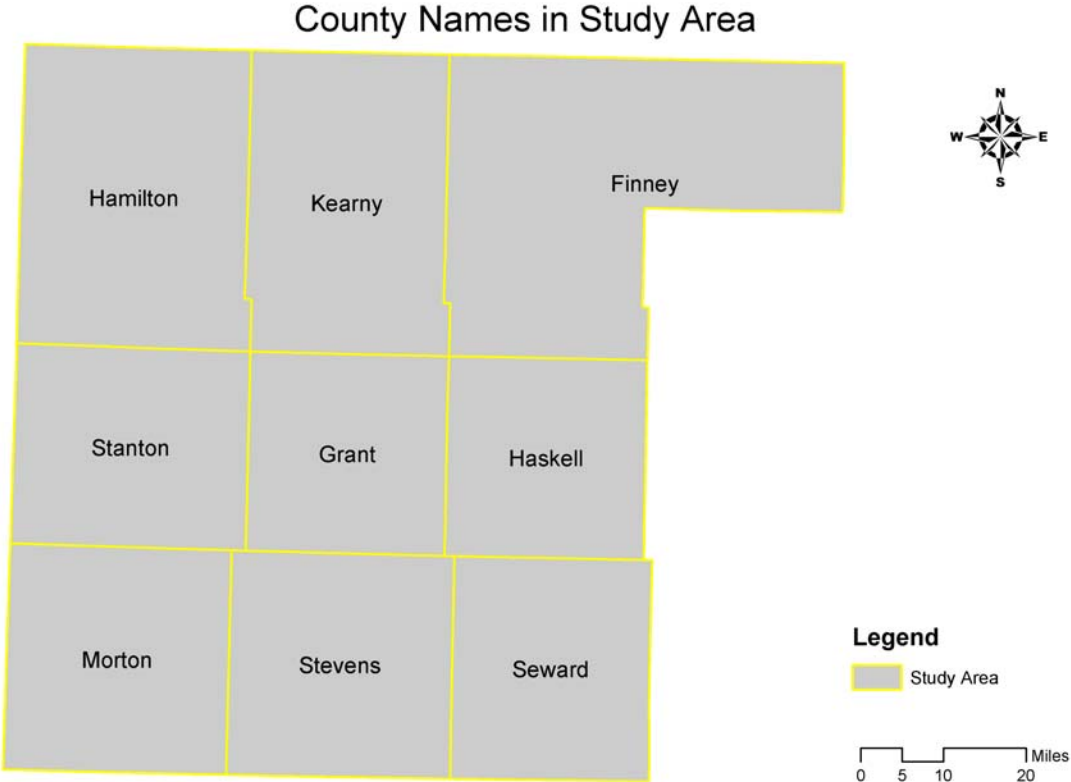 County Names in Study Area
N
W E
S
Hamilton
Kearny
Finney
Stanton
Grant
Haskell
Morton
Stevens
Seward
Legend
Study Area
Miles
0 5 10 20